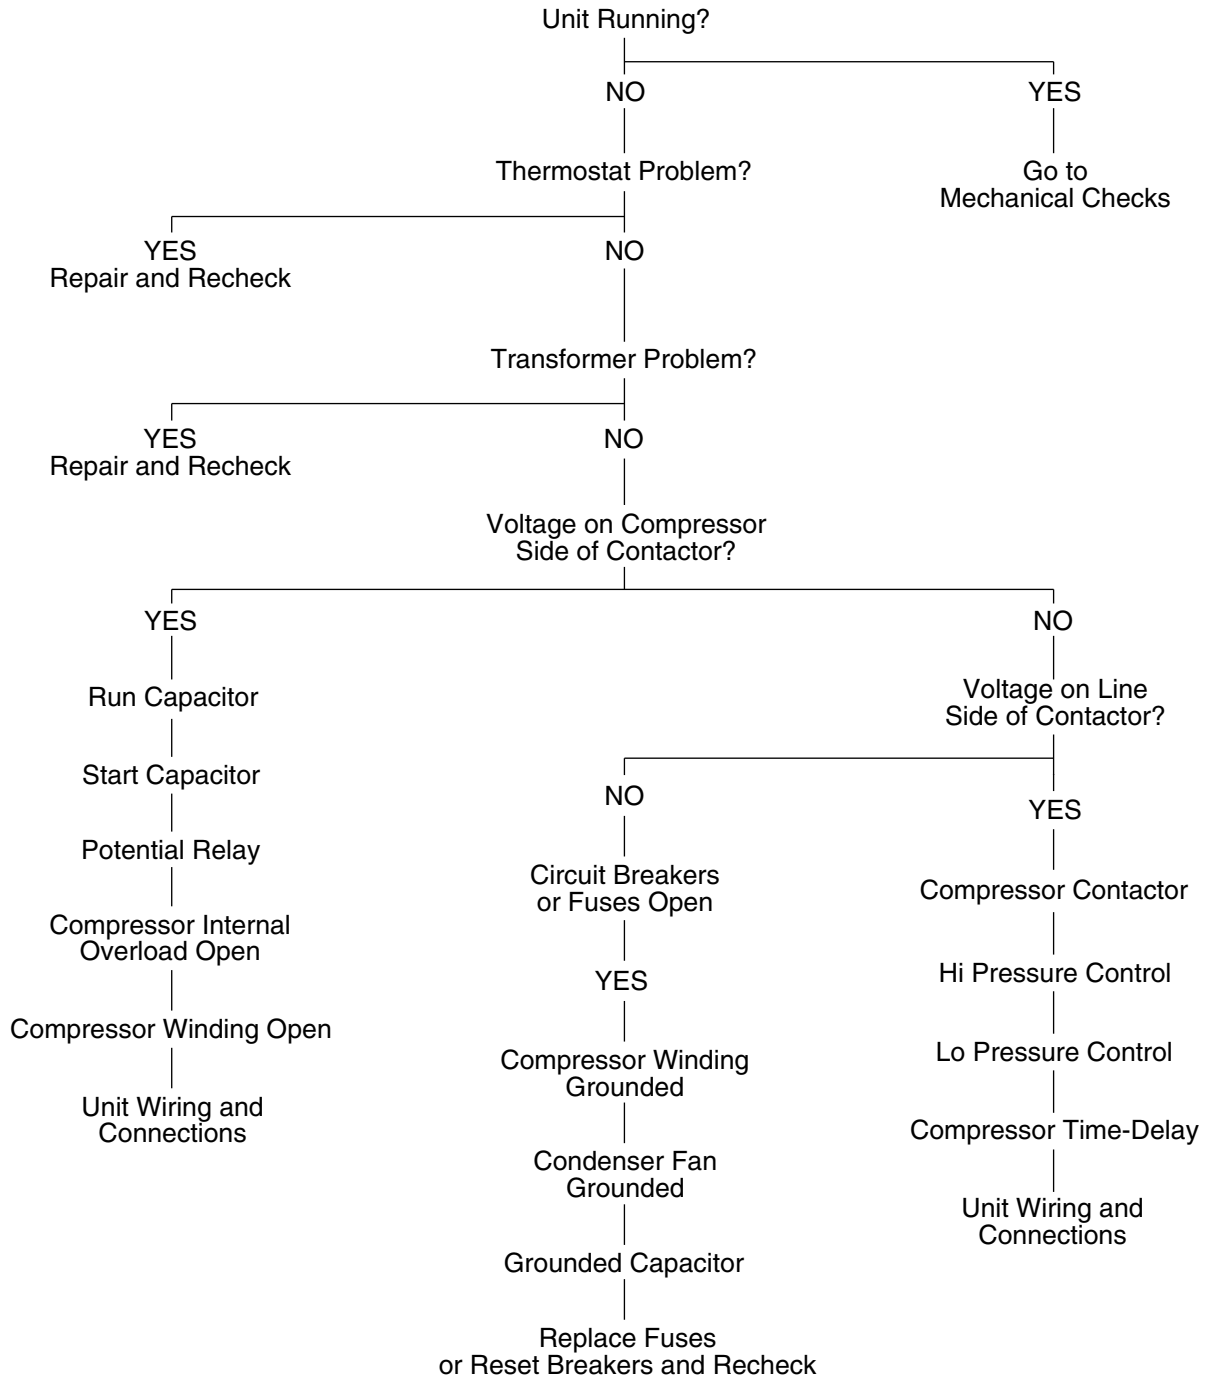 Unit Running?
NO
YES
Thermostat Problem?
Go to
Mechanical Checks
YES
Repair and Recheck
NO
Transformer Problem?
YES
Repair and Recheck
NO
Voltage on Compressor
Side of Contactor?
YES
Run Capacitor
Start Capacitor
Potential Relay
Compressor Internal
Overload Open
Compressor Winding Open
Unit Wiring and
Connections
NO
Voltage on Line
Side of Contactor?
NO
Circuit Breakers
or Fuses Open
YES
Compressor Winding
Grounded
Condenser Fan
Grounded
Grounded Capacitor
Replace Fuses
or Reset Breakers and Recheck
YES
Compressor Contactor
Hi Pressure Control
Lo Pressure Control
Compressor Time-Delay
Unit Wiring and
Connections